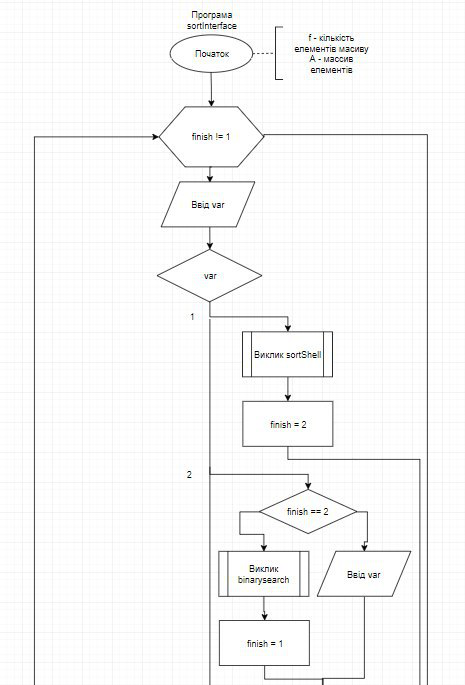 Програма
sortInterface
Початок
f - кількість
елементів масиву
А - массив
елементів
finish != 1
Ввід var
var
1
Виклик sortShell
finish = 2
2
finish == 2
Виклик
binarysearch
Ввід var
finish = 1